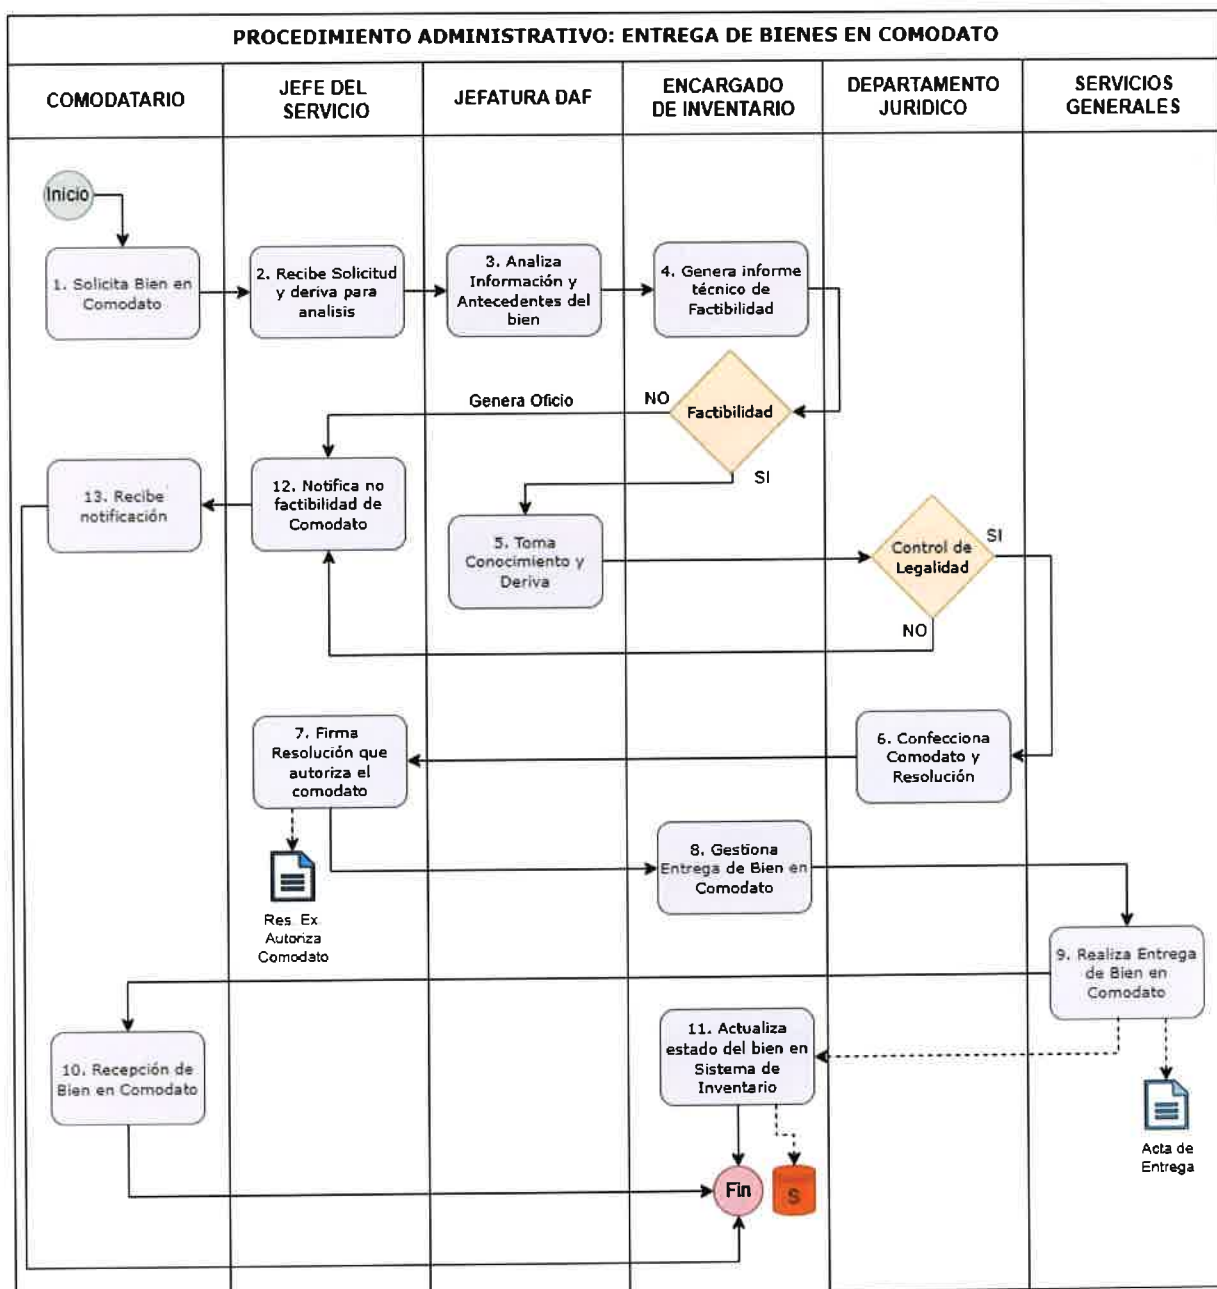 PROCEDIMIENTO ADMINISTRATIVO: ENTREGA DE BIENES EN COMODATO
COMODATARIO
JEFE DEL
SERVICIO
JEFATURA DAF
ENCARGADO
DE INVENTARIO
DEPARTAMENTO
JURIDICO
SERVICIOS
GENERALES
Inicio
1. Solicita Bien en
Comodato
2. Recibe Solicitud
y deriva para
analisis
3. Analiza
Información y
Antecedentes del
bien
4. Genera informe
técnico de
Factibilidad
Genera Oficio
NO
Factibilidad
SI
13. Recibe
notificación
12. Notifica no
factibilidad de
Comodato
5. Toma
Conocimiento y
Deriva
Control de
Legalidad
SI
NO
7. Firma
Resolución que
autoriza el
comodato
6. Confecciona
Comodato y
Resolución
Res. Ex.
Autoriza
Comodato
8. Gestiona
Entrega de Bien en
Comodato
9. Realiza Entrega
de Bien en
Comodato
10. Recepción de
Bien en Comodato
11. Actualiza
estado del bien en
Sistema de
Inventario
Acta de
Entrega
Fin
S